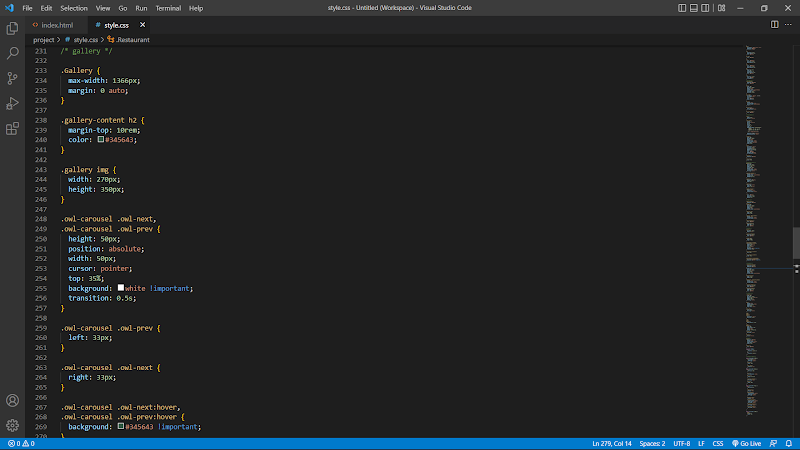 File Edit Selection View Go Run Terminal Help
style.css - Untitled (Workspace) - Visual Studio Code
index.html
# style.css
project > # style.css > .Restaurant
231 /* gallery */
232
233 .Gallery {
234 max-width: 1366px;
235 margin: 0 auto;
236 }
237
238 .gallery-content h2 {
239 margin-top: 10rem;
240 color: #345643;
241 }
242
243 .gallery img {
244 width: 270px;
245 height: 350px;
246 }
247
248 .owl-carousel .owl-next,
249 .owl-carousel .owl-prev {
250 height: 50px;
251 position: absolute;
252 width: 50px;
253 cursor: pointer;
254 top: 35%;
255 background: white !important;
256 transition: 0.5s;
257 }
258
259 .owl-carousel .owl-prev {
260 left: 33px;
261 }
262
263 .owl-carousel .owl-next {
264 right: 33px;
265 }
266
267 .owl-carousel .owl-next:hover,
268 .owl-carousel .owl-prev:hover {
269 background: #345643 !important;
270 }
0 0
Ln 279, Col 14
Spaces: 2
UTF-8
LF
CSS
Go Live